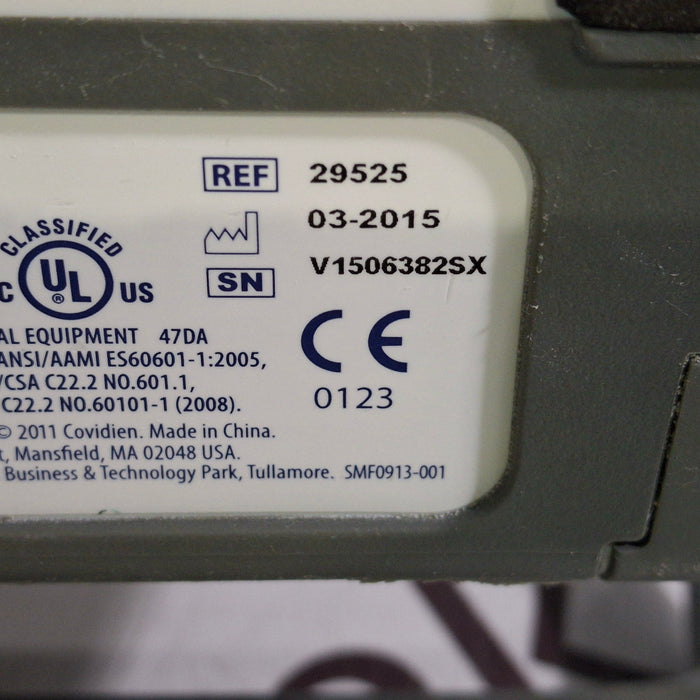 REF 29525
03-2015
SN V1506382SX
CLASSIFIED
C UL ® US
AL EQUIPMENT 47DA
ANSI/AAMI ES60601-1:2005,
/CSA C22.2 NO.601.1,
C22.2 NO.60101-1 (2008).
CE
0123
© 2011 Covidien. Made in China.
t, Mansfield, MA 02048 USA.
Business & Technology Park, Tullamore. SMF0913-001